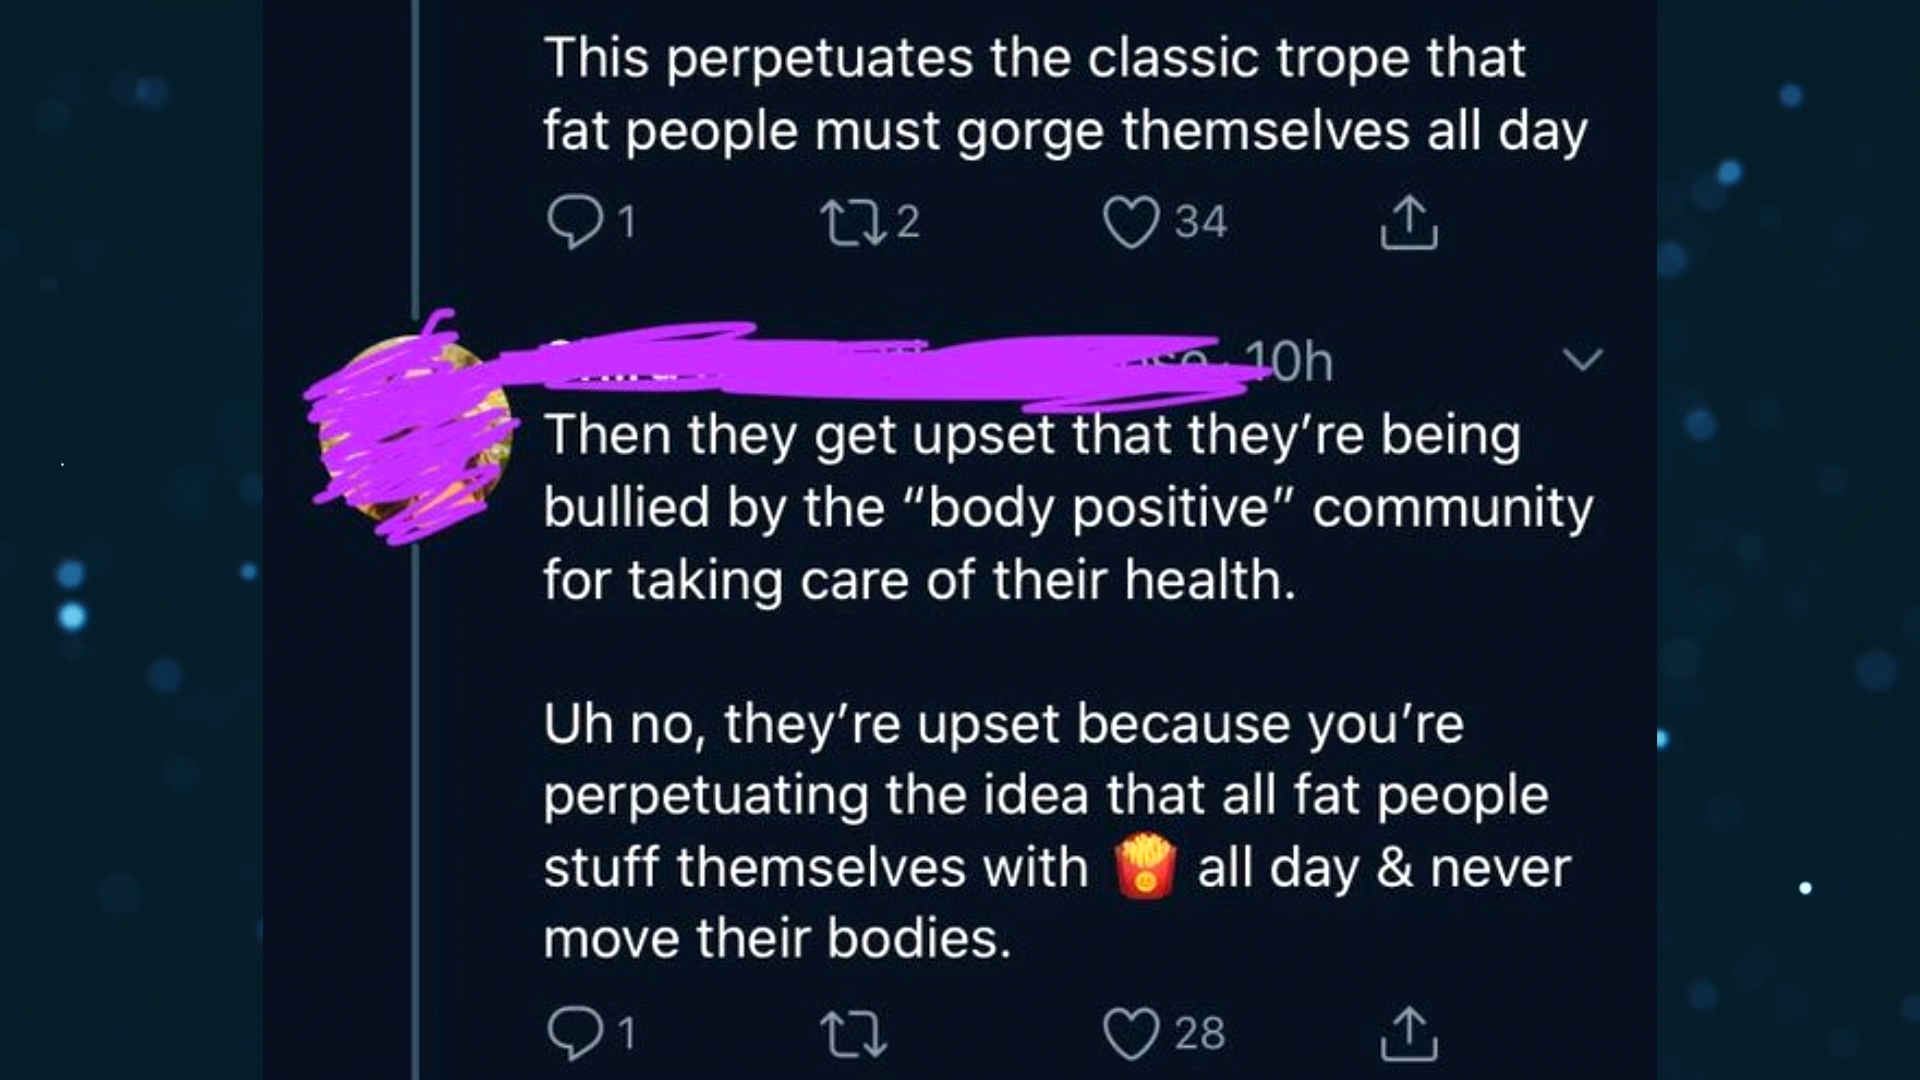 This perpetuates the classic trope that
fat people must gorge themselves all day
1 2 34
10h
Then they get upset that they’re being
bullied by the “body positive” community
for taking care of their health.
Uh no, they’re upset because you’re
perpetuating the idea that all fat people
stuff themselves with 🍟 all day & never
move their bodies.
1 28